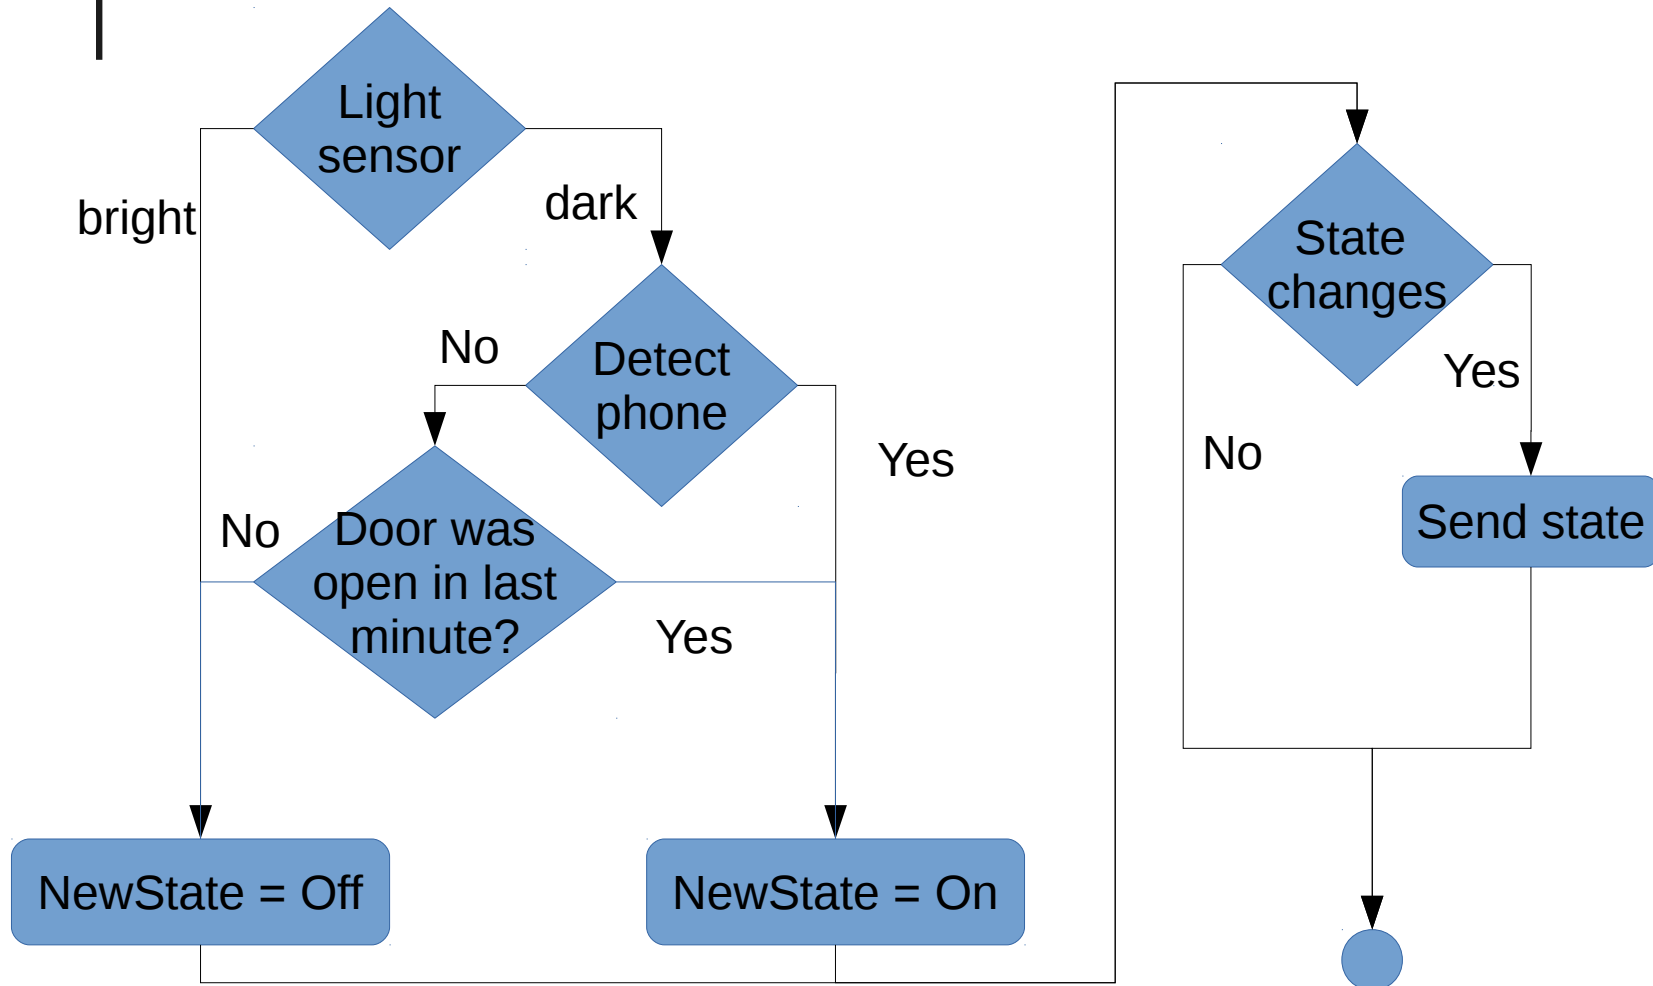 Light
sensor
bright
dark
No
Detect
phone
Yes
No
Door was
open in last
minute?
Yes
NewState = Off
NewState = On
State
changes
Yes
No
Send state